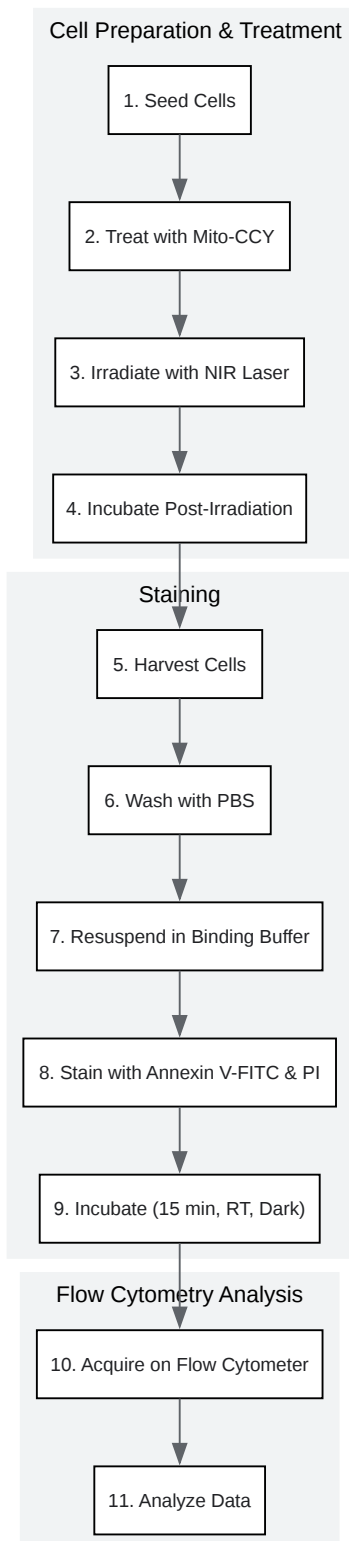 Cell Preparation & Treatment
1. Seed Cells
2. Treat with Mito-CCY
3. Irradiate with NIR Laser
4. Incubate Post-Irradiation
Staining
5. Harvest Cells
6. Wash with PBS
7. Resuspend in Binding Buffer
8. Stain with Annexin V-FITC & PI
9. Incubate (15 min, RT, Dark)
Flow Cytometry Analysis
10. Acquire on Flow Cytometer
11. Analyze Data